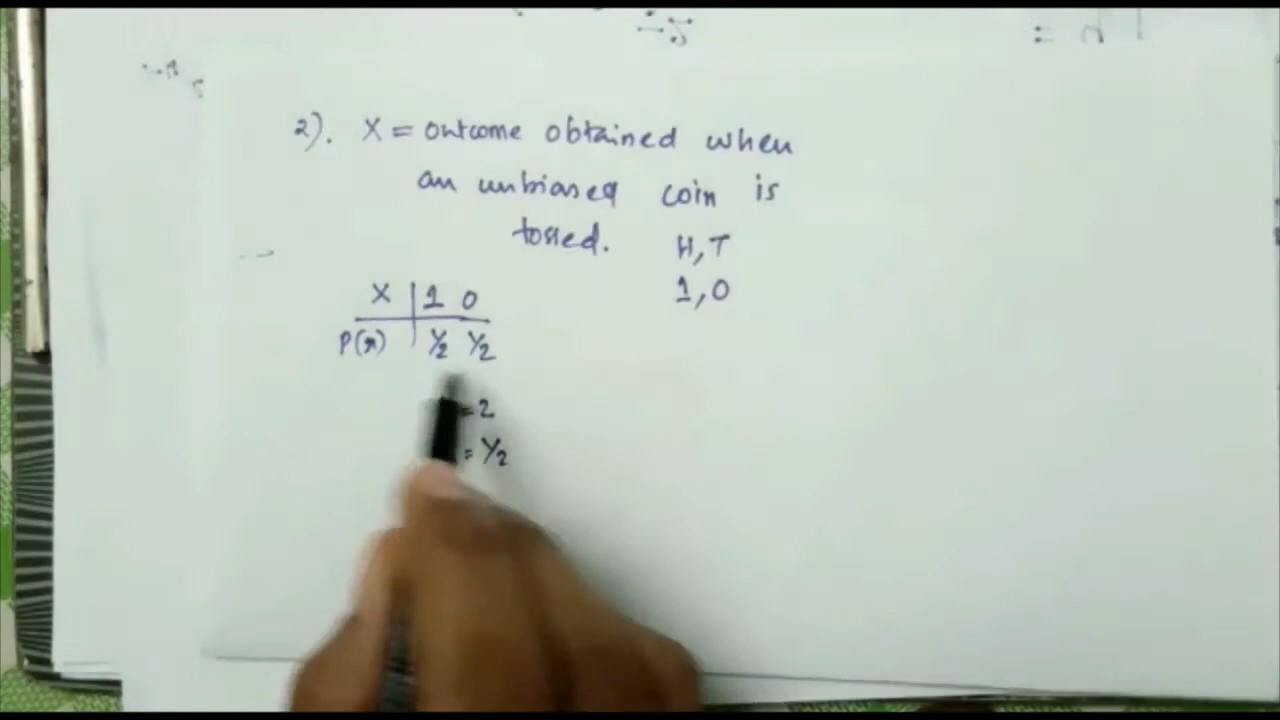 2). X = outcome obtained when
an unbiased coin is
tossed. H,T
1,0
X | 1 0
P(x) | 1/2 1/2
= 2
= 1/2